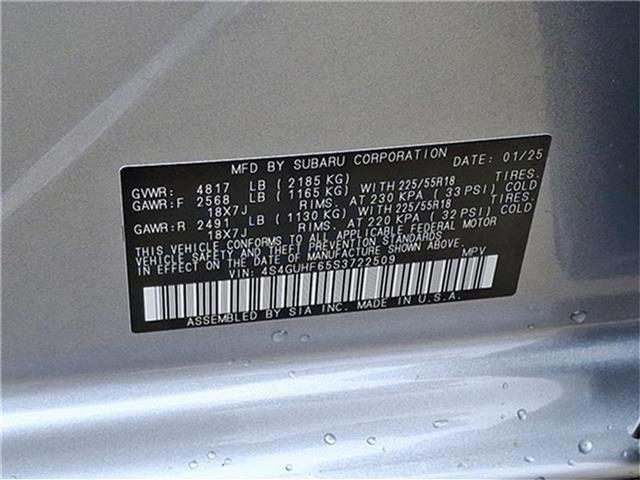 MFD BY SUBARU CORPORATION DATE: 01/25
GVWR: 4817 LB (2185 KG) TIRES.
GAWR: F 2568 LB (1165 KG) WITH 225/55R18
18X7J RIMS. AT 230 KPA (33 PSI) COLD
GAWR: R 2491 LB (1130 KG) WITH 225/55R18 TIRES.
18X7J RIMS. AT 220 KPA (32 PSI) COLD
THIS VEHICLE CONFORMS TO ALL APPLICABLE FEDERAL MOTOR
VEHICLE SAFETY AND THEFT PREVENTION STANDARDS
IN EFFECT ON THE DATE OF MANUFACTURE SHOWN ABOVE.
VIN: 4S4GUHF65S3722509 MPV
ASSEMBLED BY SIA INC. MADE IN U.S.A.